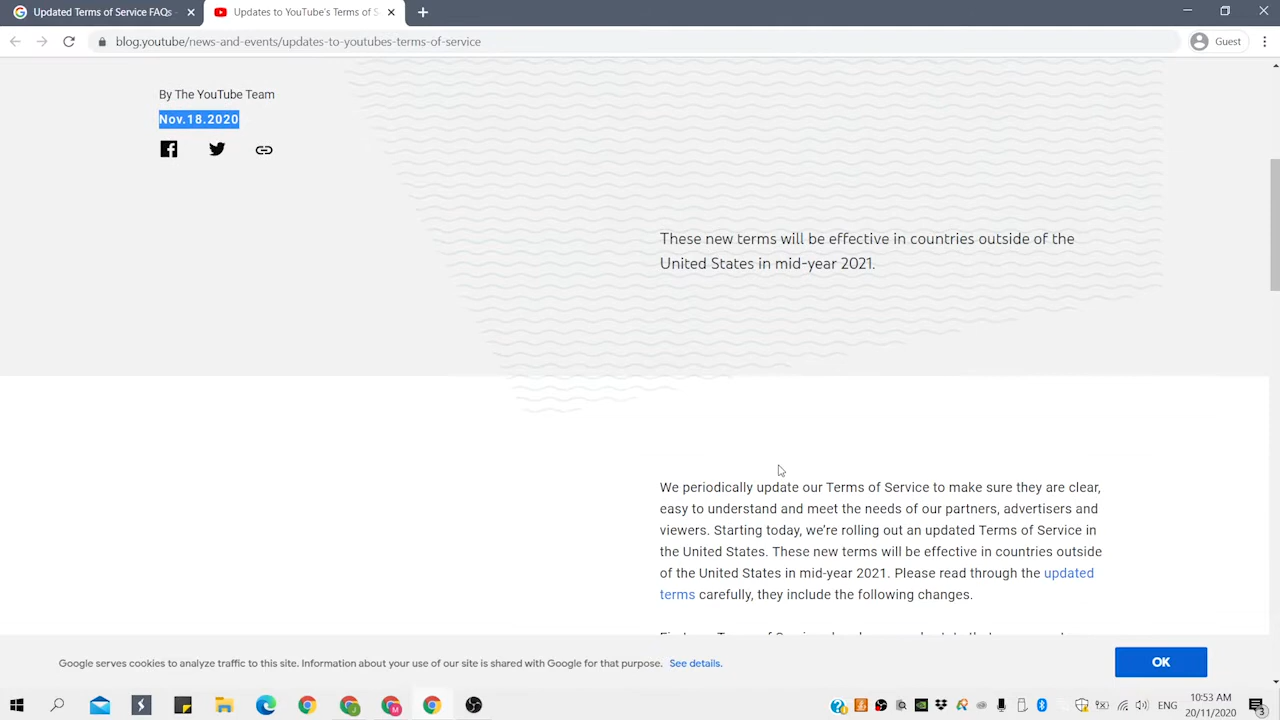 Updated Terms of Service FAQs -
Updates to YouTube's Terms of S
blog.youtube/news-and-events/updates-to-youtubes-terms-of-service
Guest
By The YouTube Team
Nov.18.2020
These new terms will be effective in countries outside of the
United States in mid-year 2021.
We periodically update our Terms of Service to make sure they are clear,
easy to understand and meet the needs of our partners, advertisers and
viewers. Starting today, we're rolling out an updated Terms of Service in
the United States. These new terms will be effective in countries outside
of the United States in mid-year 2021. Please read through the updated
terms carefully, they include the following changes.
Google serves cookies to analyze traffic to this site. Information about your use of our site is shared with Google for that purpose. See details.
OK
ENG
10:53 AM
20/11/2020
3